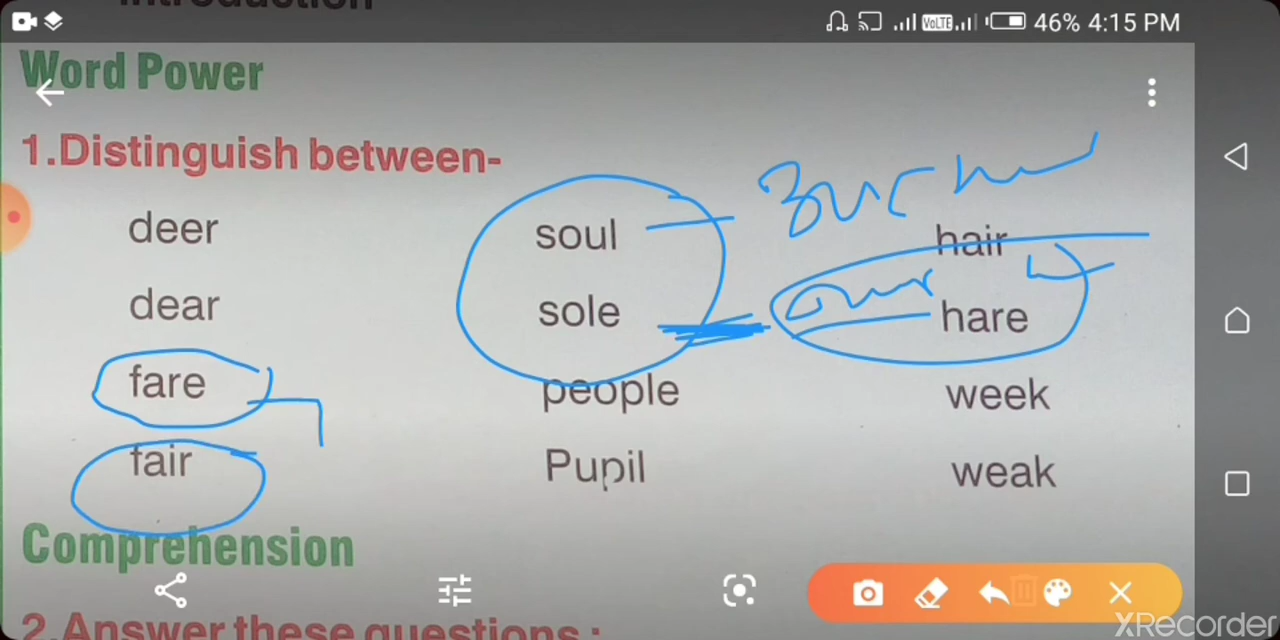 Introduction
46% 4:15 PM
Word Power
1.Distinguish between-
deer soul hair
dear sole hare
fare people week
fair Pupil weak
Comprehension
2.Answer these questions :
XRecorder